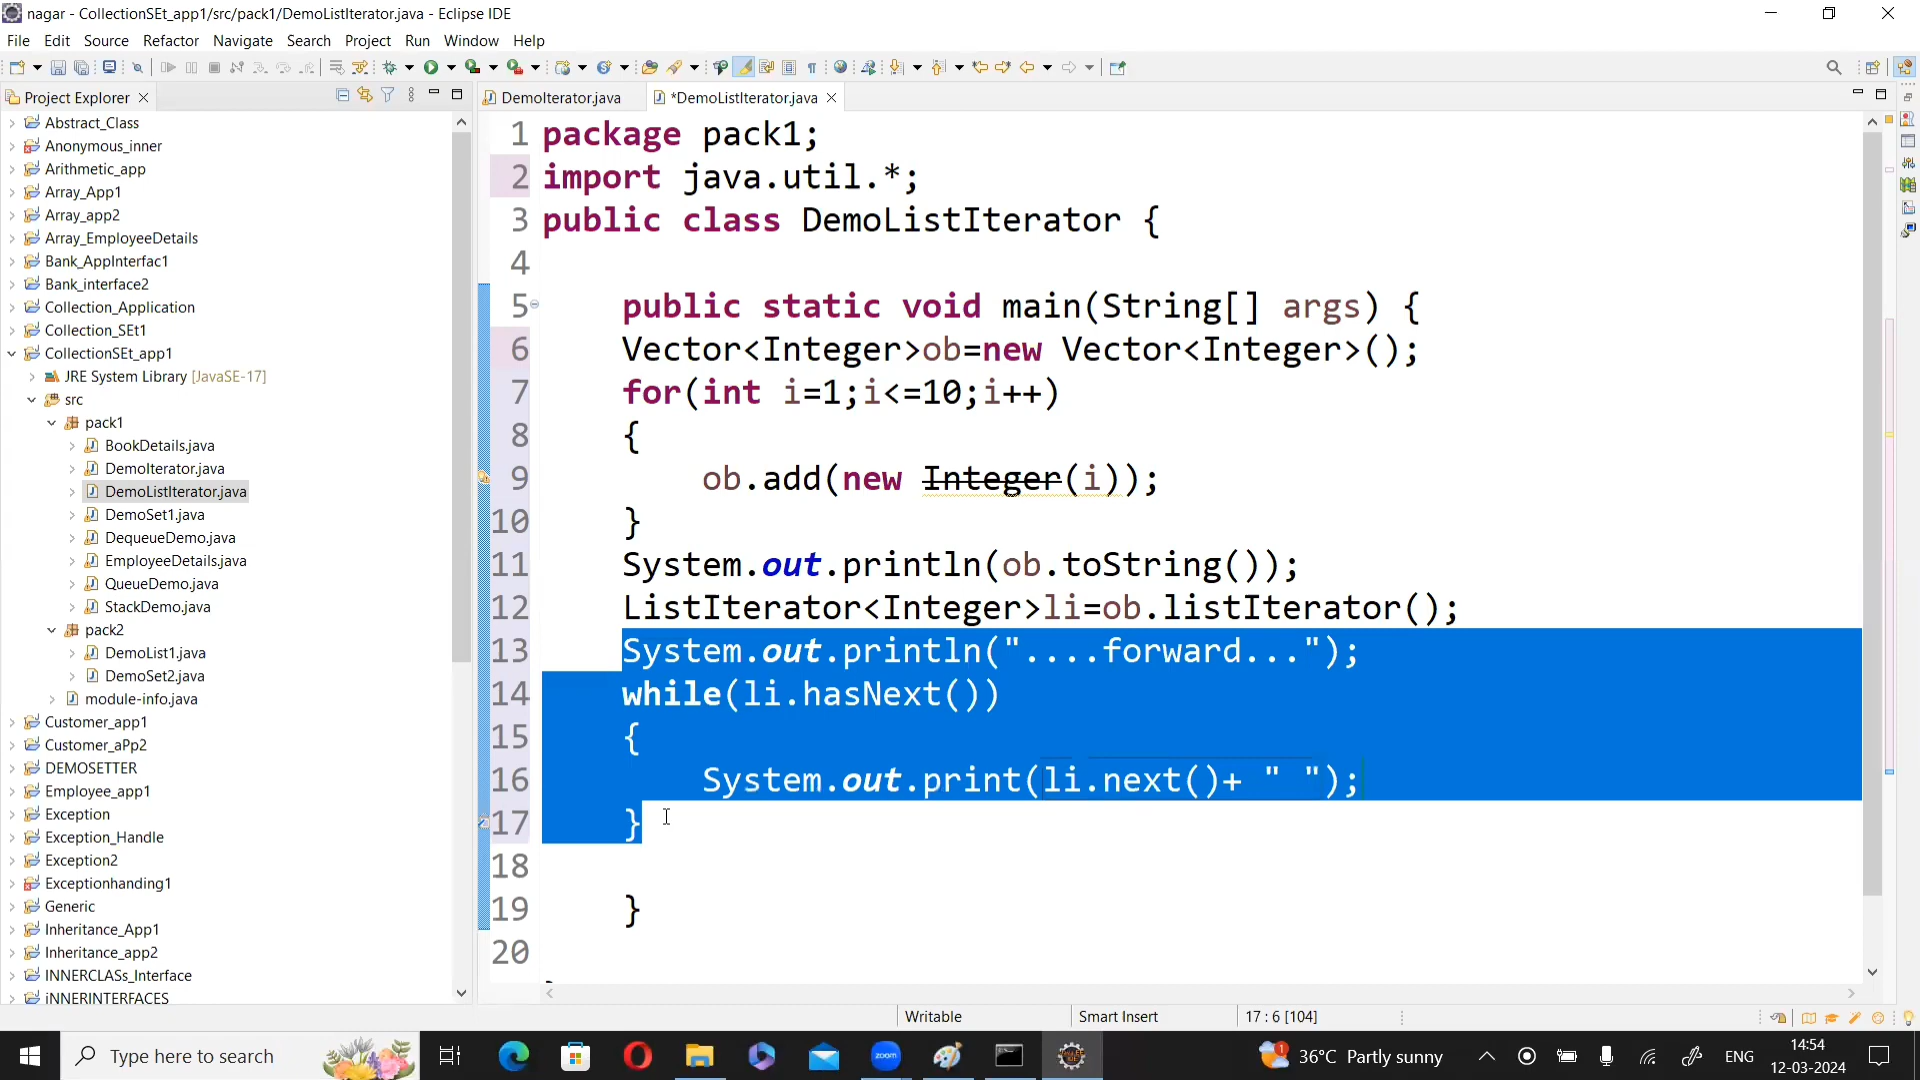 nagar - CollectionSEt_app1/src/pack1/DemoListIterator.java - Eclipse IDE
File Edit Source Refactor Navigate Search Project Run Window Help
Project Explorer
DemoIterator.java
*DemoListIterator.java
Abstract_Class
Anonymous_inner
Arithmetic_app
Array_App1
Array_app2
Array_EmployeeDetails
Bank_AppInterfac1
Bank_interface2
Collection_Application
Collection_SEt1
CollectionSEt_app1
JRE System Library [JavaSE-17]
src
pack1
BookDetails.java
DemoIterator.java
DemoListIterator.java
DemoSet1.java
DequeueDemo.java
EmployeeDetails.java
QueueDemo.java
StackDemo.java
pack2
DemoList1.java
DemoSet2.java
module-info.java
Customer_app1
Customer_aPp2
DEMOSETTER
Employee_app1
Exception
Exception_Handle
Exception2
Exceptionhanding1
Generic
Inheritance_App1
Inheritance_app2
INNERCLASs_Interface
iNNERINTERFACES
1 package pack1;
2 import java.util.*;
3 public class DemoListIterator {
4
5 public static void main(String[] args) {
6 Vector<Integer>ob=new Vector<Integer>();
7 for(int i=1;i<=10;i++)
8 {
9 ob.add(new Integer(i));
10 }
11 System.out.println(ob.toString());
12 ListIterator<Integer>li=ob.listIterator();
13 System.out.println("....forward...");
14 while(li.hasNext())
15 {
16 System.out.print(li.next()+ " ");
17 }
18
19 }
20
Writable
Smart Insert
17 : 6 [104]
Type here to search
zoom
36°C Partly sunny
ENG
14:54
12-03-2024